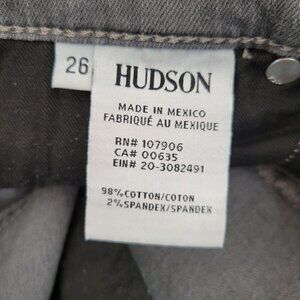 26
HUDSON
MADE IN MEXICO
FABRIQUÉ AU MEXIQUE
RN# 107906
CA# 00635
EIN# 20-3082491
98% COTTON/COTON
2% SPANDEX/SPANDEX